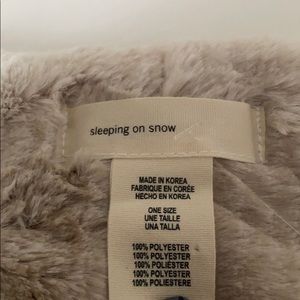 sleeping on snow
MADE IN KOREA
FABRIQUE EN CORÉE
HECHO EN KOREA
ONE SIZE
UNE TAILLE
UNA TALLA
100% POLYESTER
100% POLYESTER
100% POLIÉSTER
100% POLYESTER
100% POLYESTER